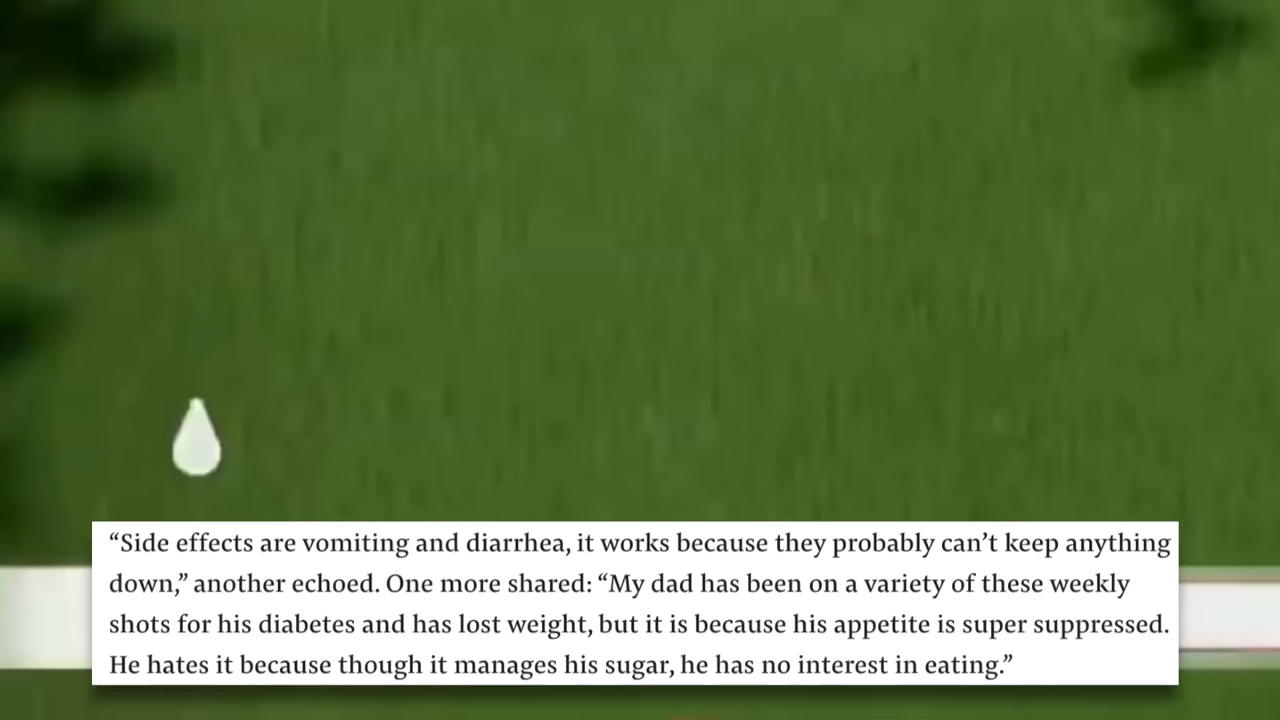 “Side effects are vomiting and diarrhea, it works because they probably can’t keep anything
down,” another echoed. One more shared: “My dad has been on a variety of these weekly
shots for his diabetes and has lost weight, but it is because his appetite is super suppressed.
He hates it because though it manages his sugar, he has no interest in eating.”